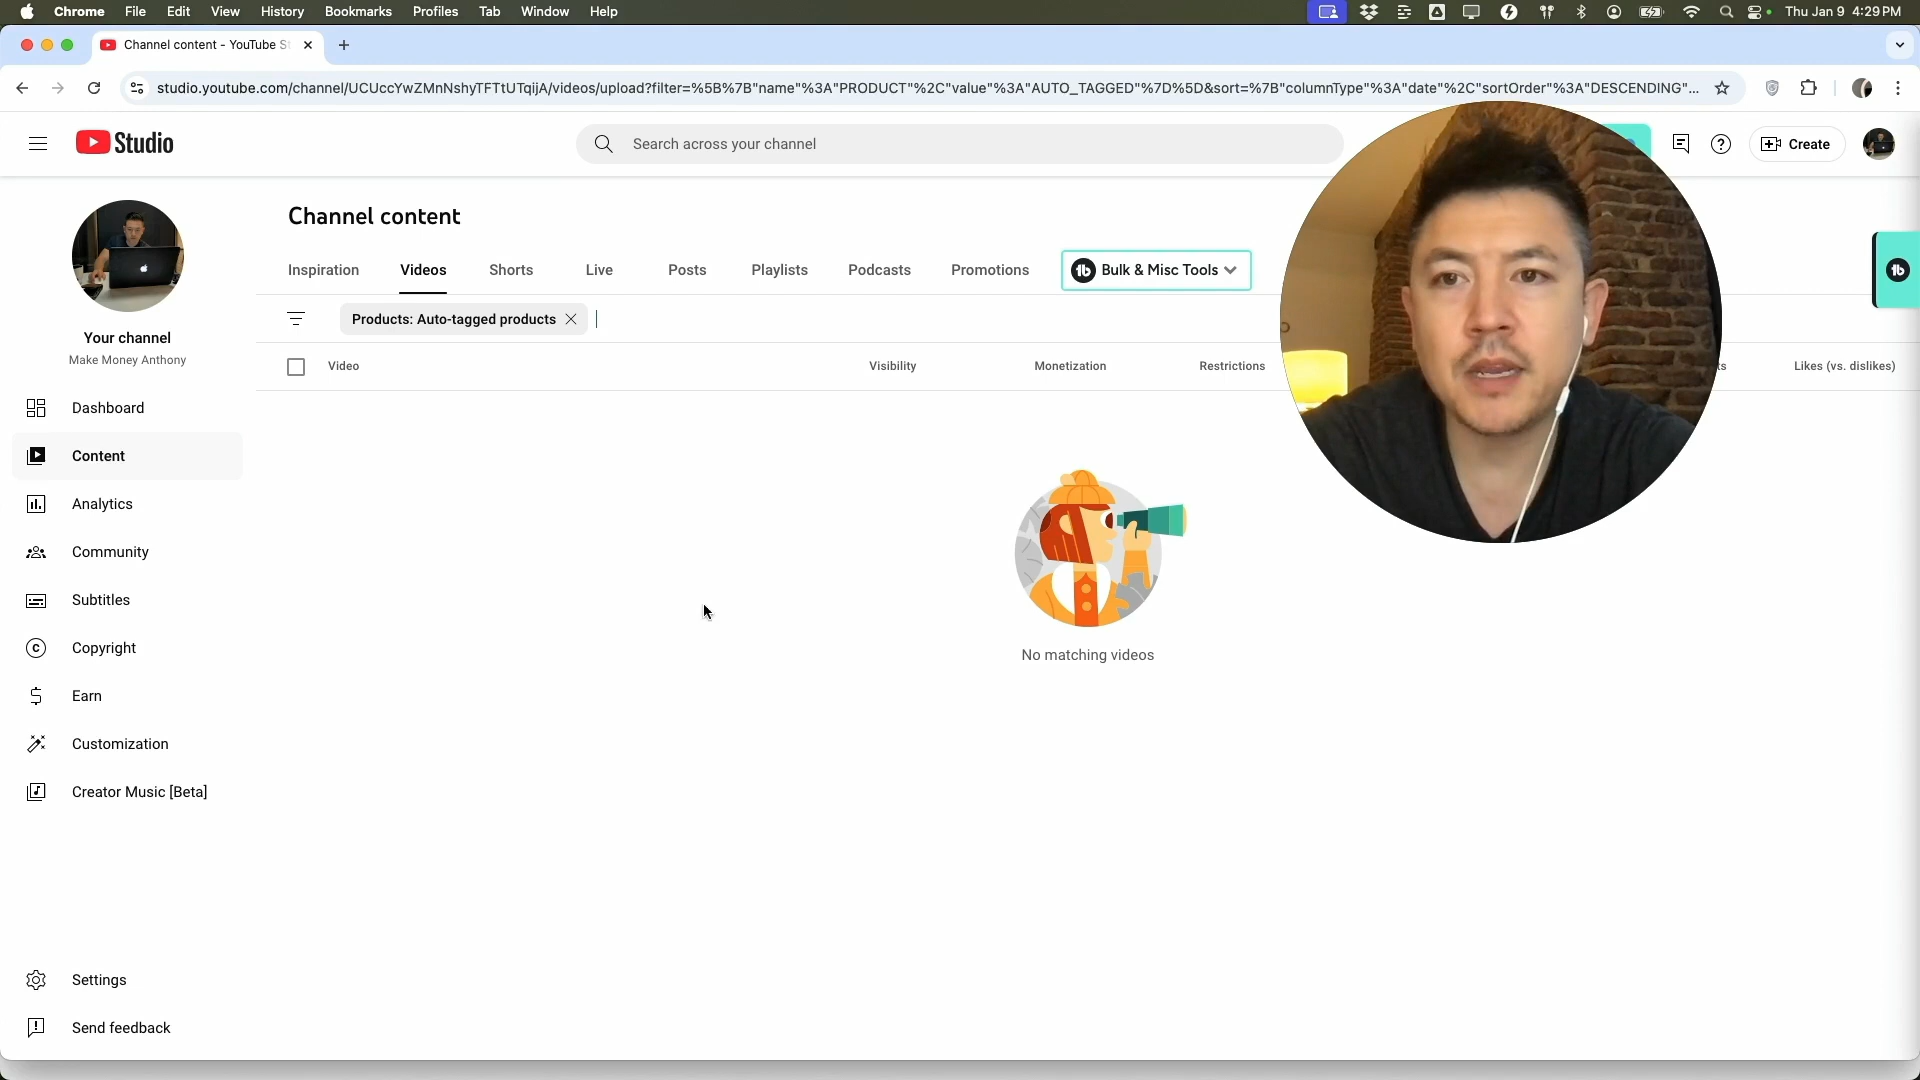 Chrome File Edit View History Bookmarks Profiles Tab Window Help Thu Jan 9 4:29 PM
Channel content - YouTube St
studio.youtube.com/channel/UCUccYwZMnNshyTFTtUTqijA/videos/upload?filter=%5B%7B"name"%3A"PRODUCT"%2C"value"%3A"AUTO_TAGGED"%7D%5D&sort=%7B"columnType"%3A"date"%2C"sortOrder"%3A"DESCENDING"...
Studio
Search across your channel
Create
Channel content
Inspiration Videos Shorts Live Posts Playlists Podcasts Promotions Bulk & Misc Tools
Products: Auto-tagged products
Video Visibility Monetization Restrictions Likes (vs. dislikes)
No matching videos
Your channel
Make Money Anthony
Dashboard
Content
Analytics
Community
Subtitles
Copyright
Earn
Customization
Creator Music [Beta]
Settings
Send feedback